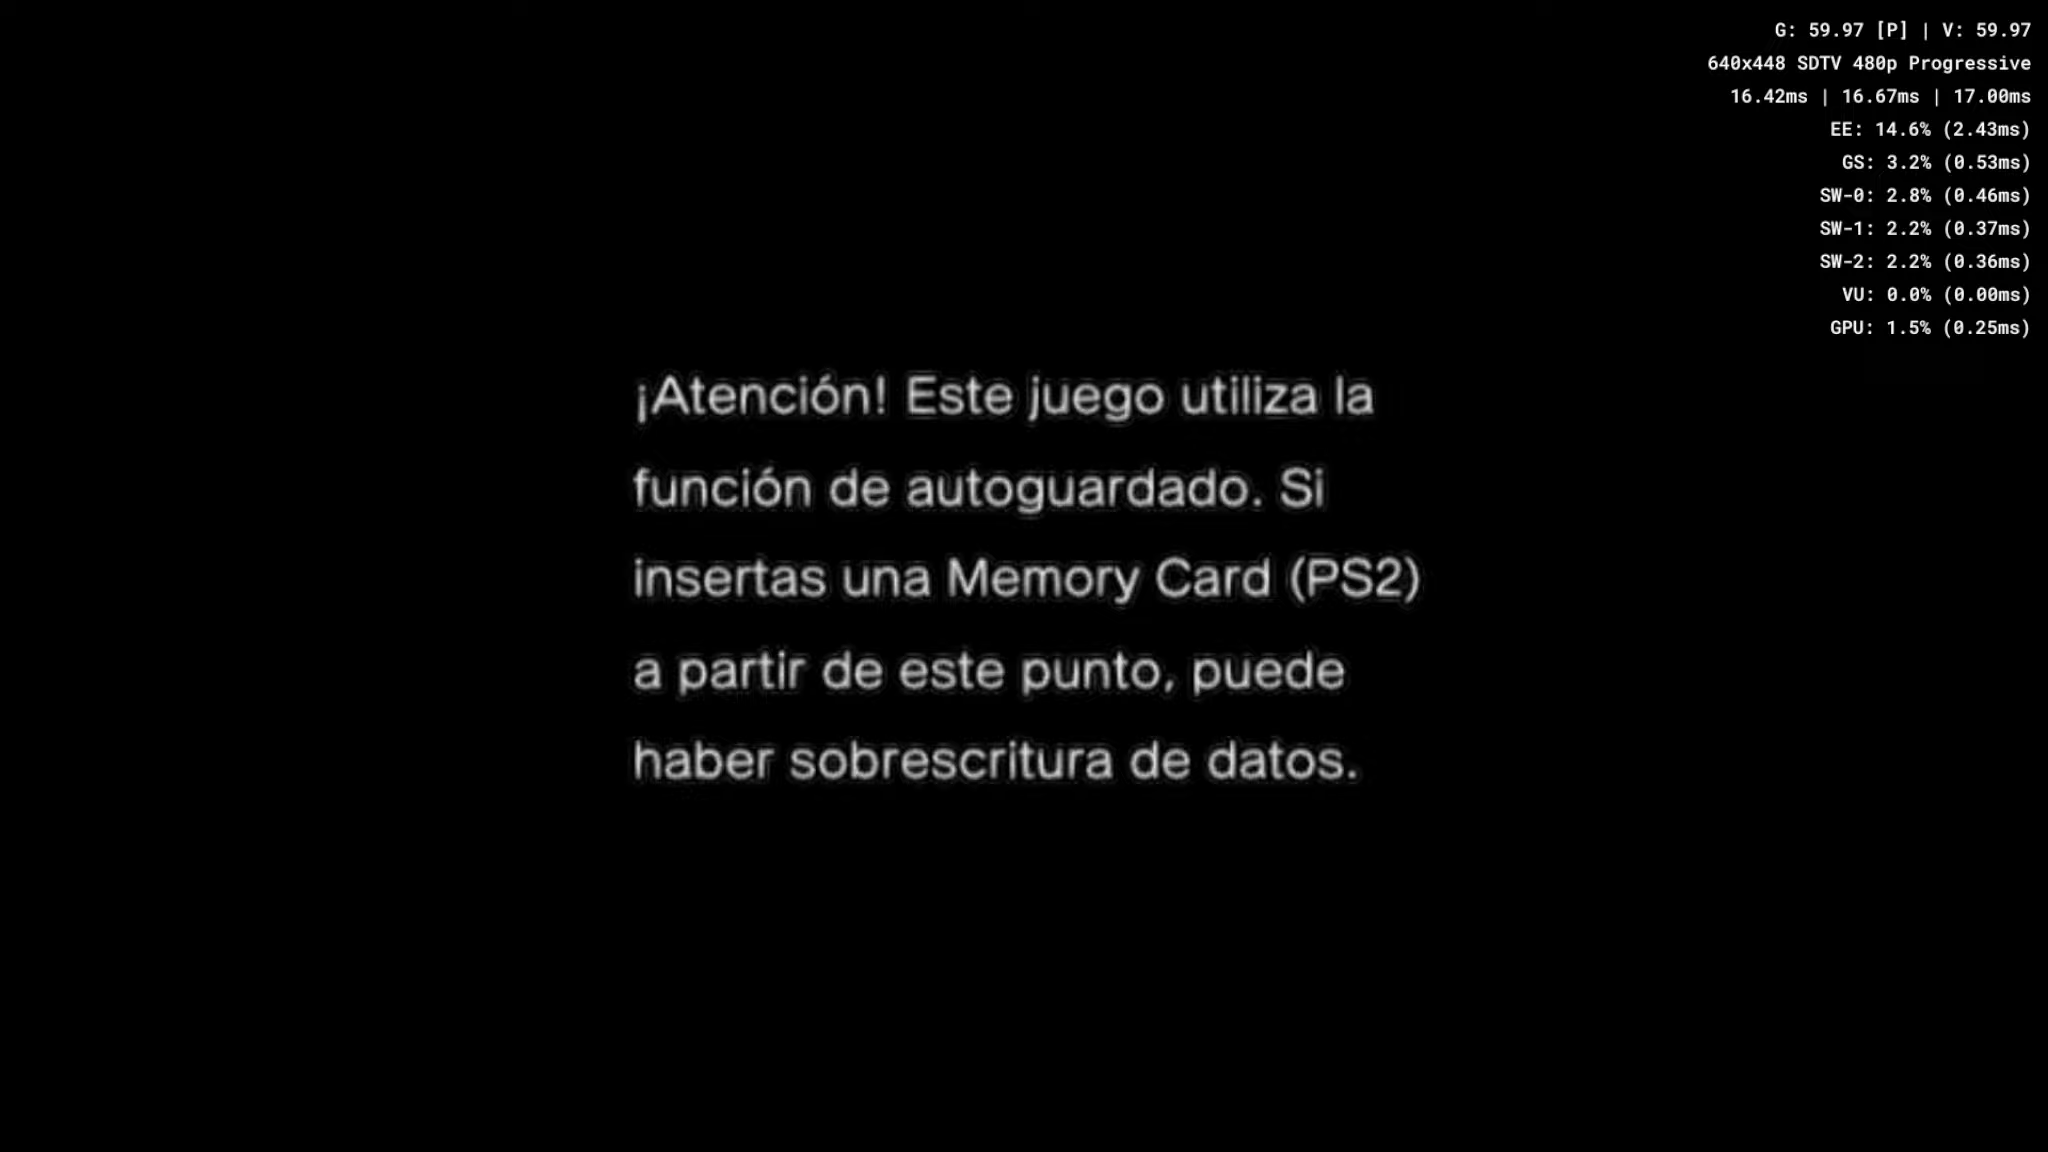 G: 59.97 [P] | V: 59.97
640x448 SDTV 480p Progressive
16.42ms | 16.67ms | 17.00ms
EE: 14.6% (2.43ms)
GS: 3.2% (0.53ms)
SW-0: 2.8% (0.46ms)
SW-1: 2.2% (0.37ms)
SW-2: 2.2% (0.36ms)
VU: 0.0% (0.00ms)
GPU: 1.5% (0.25ms)
¡Atención! Este juego utiliza la
función de autoguardado. Si
insertas una Memory Card (PS2)
a partir de este punto, puede
haber sobrescritura de datos.